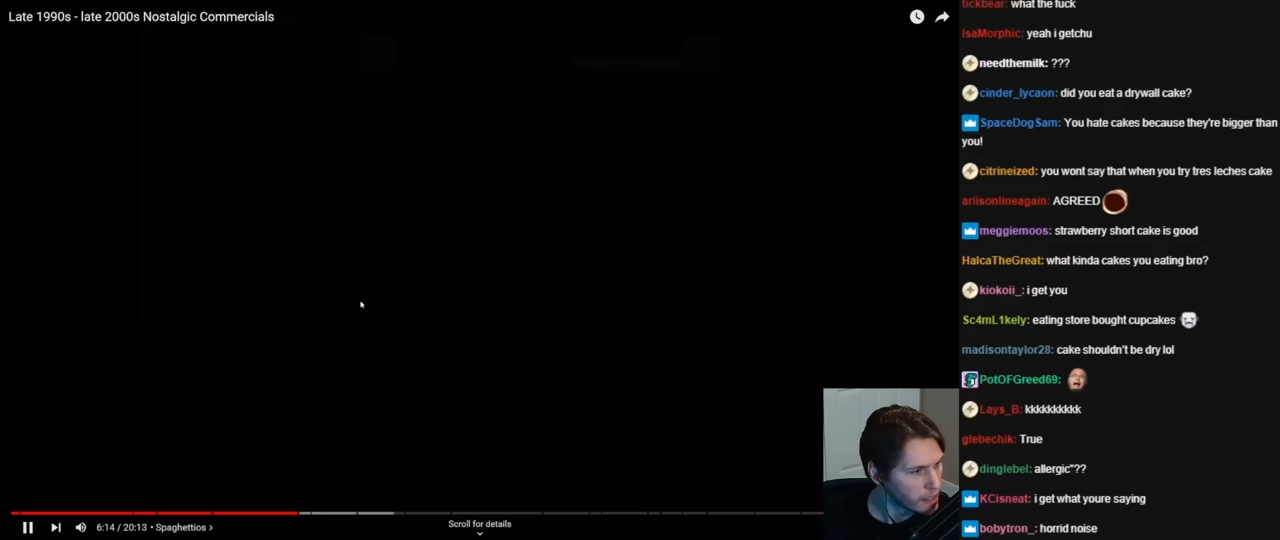 Late 1990s - late 2000s Nostalgic Commercials
tickbear: what the fuck
IsaMorphic: yeah i getchu
needthemilk: ???
cinder_lycaon: did you eat a drywall cake?
SpaceDogSam: You hate cakes because they're bigger than
you!
citrineized: you wont say that when you try tres leches cake
ariisonlineagain: AGREED
meggiemoos: strawberry short cake is good
HalcaTheGreat: what kinda cakes you eating bro?
kiokoii_: i get you
Sc4mL1kely: eating store bought cupcakes
madisontaylor28: cake shouldn't be dry lol
PotOFGreed69:
Lays_B: kkkkkkkkkk
glebechik: True
dinglebel: allergic"??
KCisneat: i get what youre saying
bobytron_: horrid noise
6:14 / 20:13 • Spaghettios ›
Scroll for details